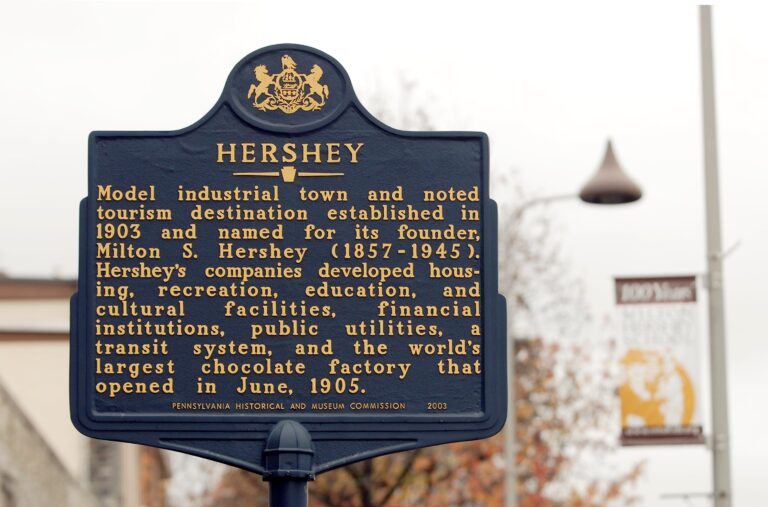 HERSHEY
Model industrial town and noted
tourism destination established in
1903 and named for its founder,
Milton S. Hershey (1857-1945).
Hershey's companies developed hous-
ing, recreation, education, and
cultural facilities, financial
institutions, public utilities, a
transit system, and the world's
largest chocolate factory that
opened in June, 1905.
PENNSYLVANIA HISTORICAL AND MUSEUM COMMISSION 2003
100 Years